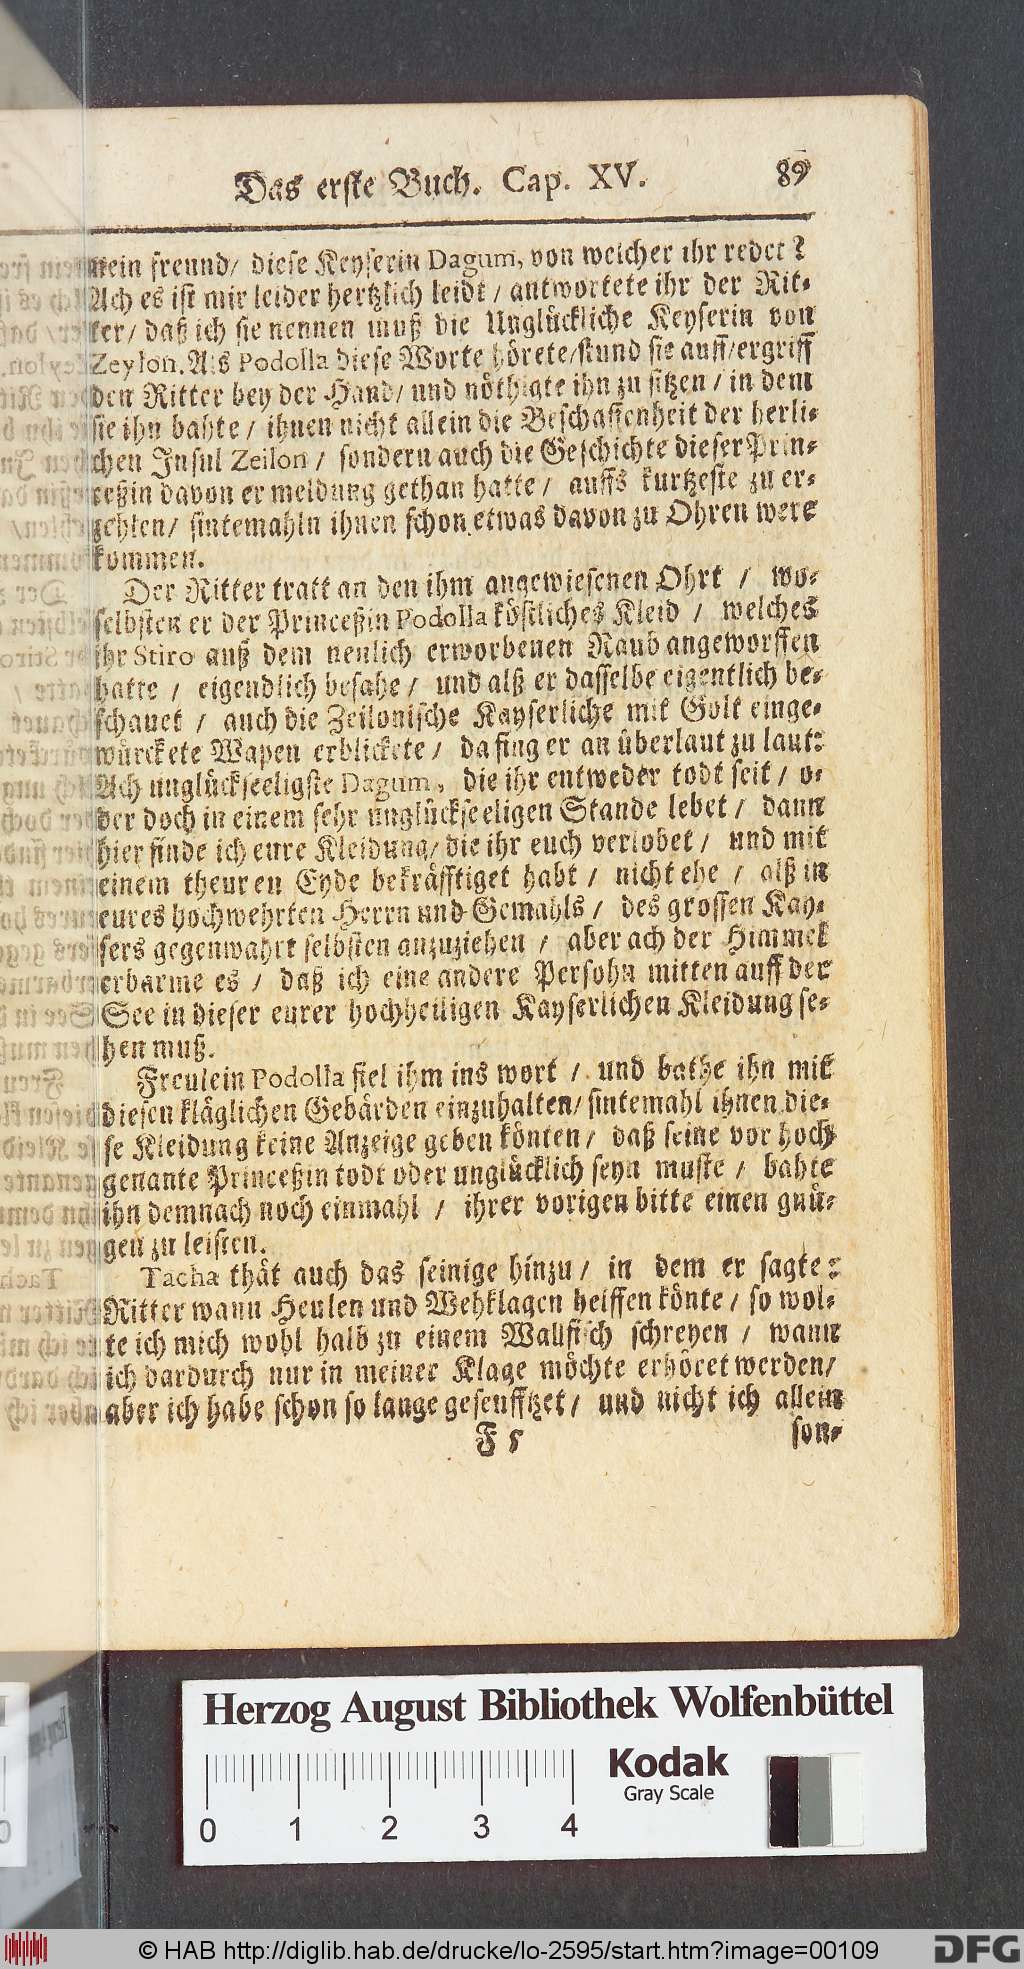 Das erste Buch. Cap. XV. 89
mein freund/ diese Keyserin Dagum, von welcher ihr redet?
Ach es ist mir leider hertzlich leidt / antwortete ihr der Rit-
ter/ daß ich sie nennen muß die Unglückliche Keyserin von
Zeylon. Als Podolla diese Worte hörete/stund sie auff/ergriff
den Ritter bey der Hand/ und nöthigte ihn zu sitzen / in dem
sie ihn bahte / ihnen nicht allein die Beschaffenheit der herli-
chen Insul Zeilon / sondern auch die Geschichte dieser Prin-
ceßin davon er meldung gethan hatte / auffs kurtzeste zu er-
zehlen/ sintemahln ihnen schon etwas davon zu Ohren were
kommen.
Der Ritter tratt an den ihm angewiesenen Ohrt / wo-
selbsten er der Princeßin Podolla köstliches Kleid / welches
ihr Stiro auß dem neulich erworbenen Raub angeworffen
hatte / eigendlich besahe / und alß er dasselbe eigentlich be-
schauet / auch die Zeilonische Kayserliche mit Golt einge-
würckete Wapen erblickete / da fing er an überlaut zu laut:
Ach unglückseeligste Dagum, die ihr entweder todt seit / o-
der doch in einem sehr unglückseeligen Stande lebet / dann
hier finde ich eure Kleidung/ die ihr euch verlobet / und mit
einem theuren Eyde bekräfftiget habt / nicht ehe / alß in
eures hochwehrten Herrn und Gemahls / des grossen Kay-
sers gegenwahrt selbsten anzuziehen / aber ach der Himmel
erbarme es / daß ich eine andere Persohn mitten auff der
See in dieser eurer hochheiligen Kayserlichen Kleidung se-
hen muß.
Freulein Podolla fiel ihm ins wort / und bathe ihn mit
diesen kläglichen Gebärden einzuhalten/ sintemahl ihnen die-
se Kleidung keine Anzeige geben könten/ daß seine vor hoch
genante Princeßin todt oder unglücklich seyn muste / bahte
ihn demnach noch einmahl / ihrer vorigen bitte einen gnü-
gen zu leisten.
Tacha thät auch das seinige hinzu / in dem er sagte:
Ritter wann Heulen und Wehklagen helffen könte / so wol-
te ich mich wohl halb zu einem Wallfisch schreyen / wann
ich dardurch nur in meiner Klage möchte erhöret werden/
aber ich habe schon so lange geseufftzet / und nicht ich allein
F 5 son-
Herzog August Bibliothek Wolfenbüttel
Kodak
Gray Scale
0 1 2 3 4
© HAB http://diglib.hab.de/drucke/lo-2595/start.htm?image=00109
DFG